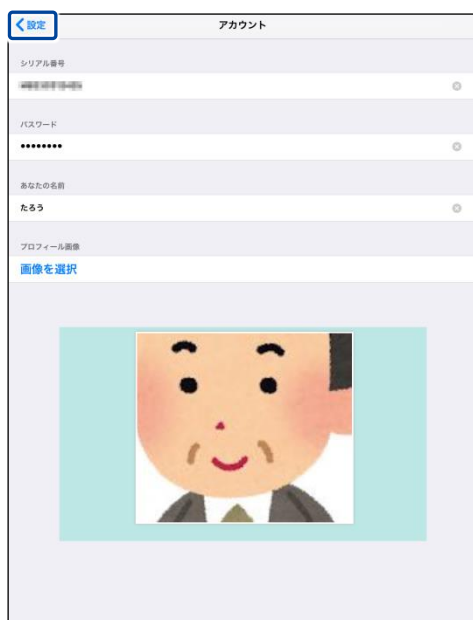 設定
アカウント
シリアル番号
パスワード
••••••••
あなたの名前
たろう
プロフィール画像
画像を選択